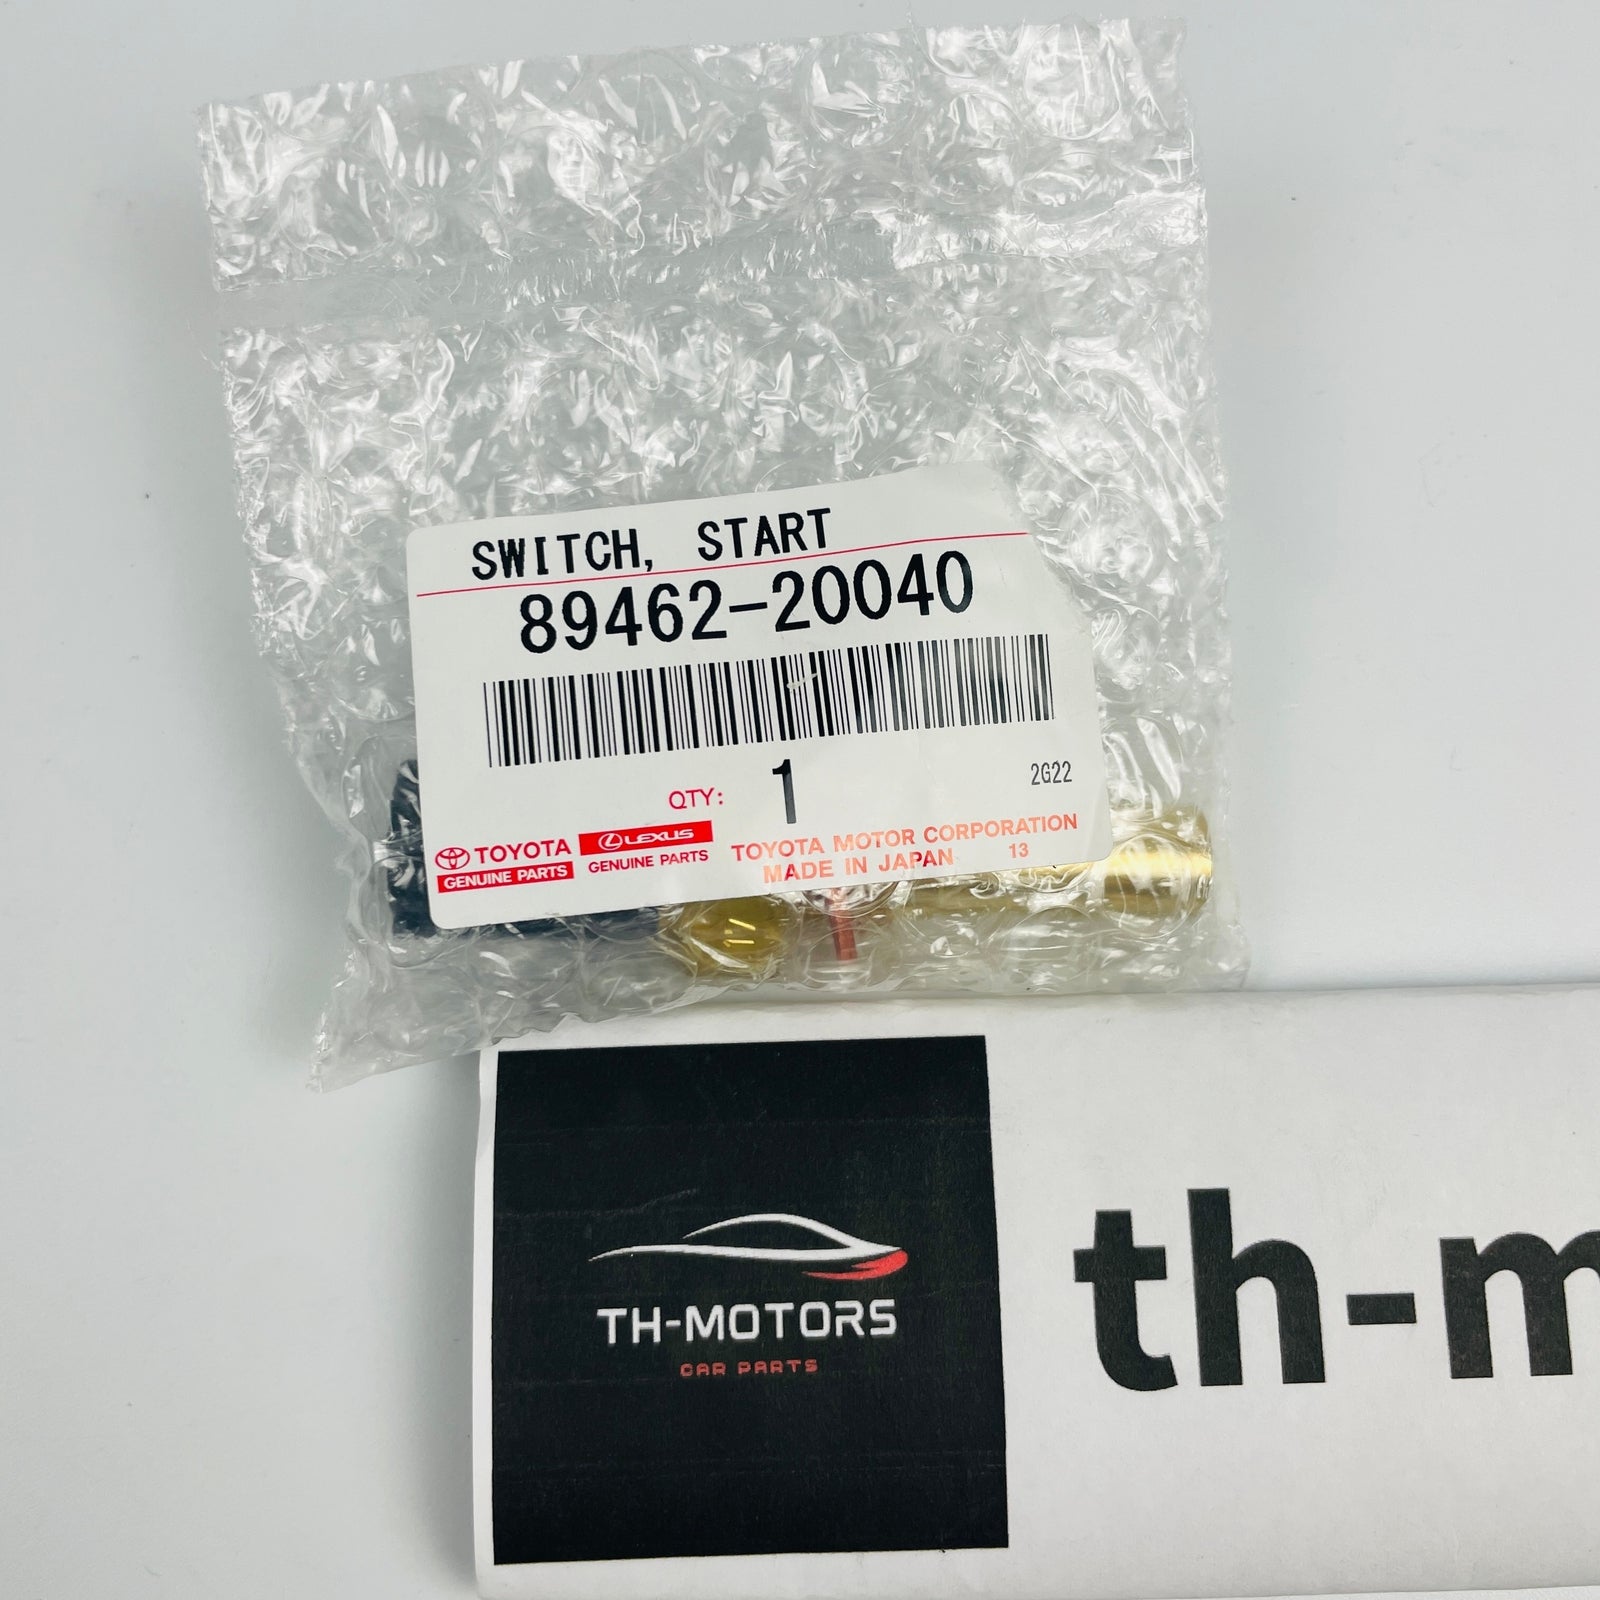 SWITCH, START
89462-20040
QTY: 1
2G22
TOYOTA
GENUINE PARTS
LEXUS
GENUINE PARTS
TOYOTA MOTOR CORPORATION
MADE IN JAPAN 13
TH-MOTORS
CAR PARTS
th-m